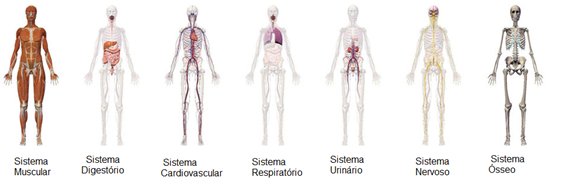 Sistema
Muscular
Sistema
Digestório
Sistema
Cardiovascular
Sistema
Respiratório
Sistema
Urinário
Sistema
Nervoso
Sistema
Ósseo